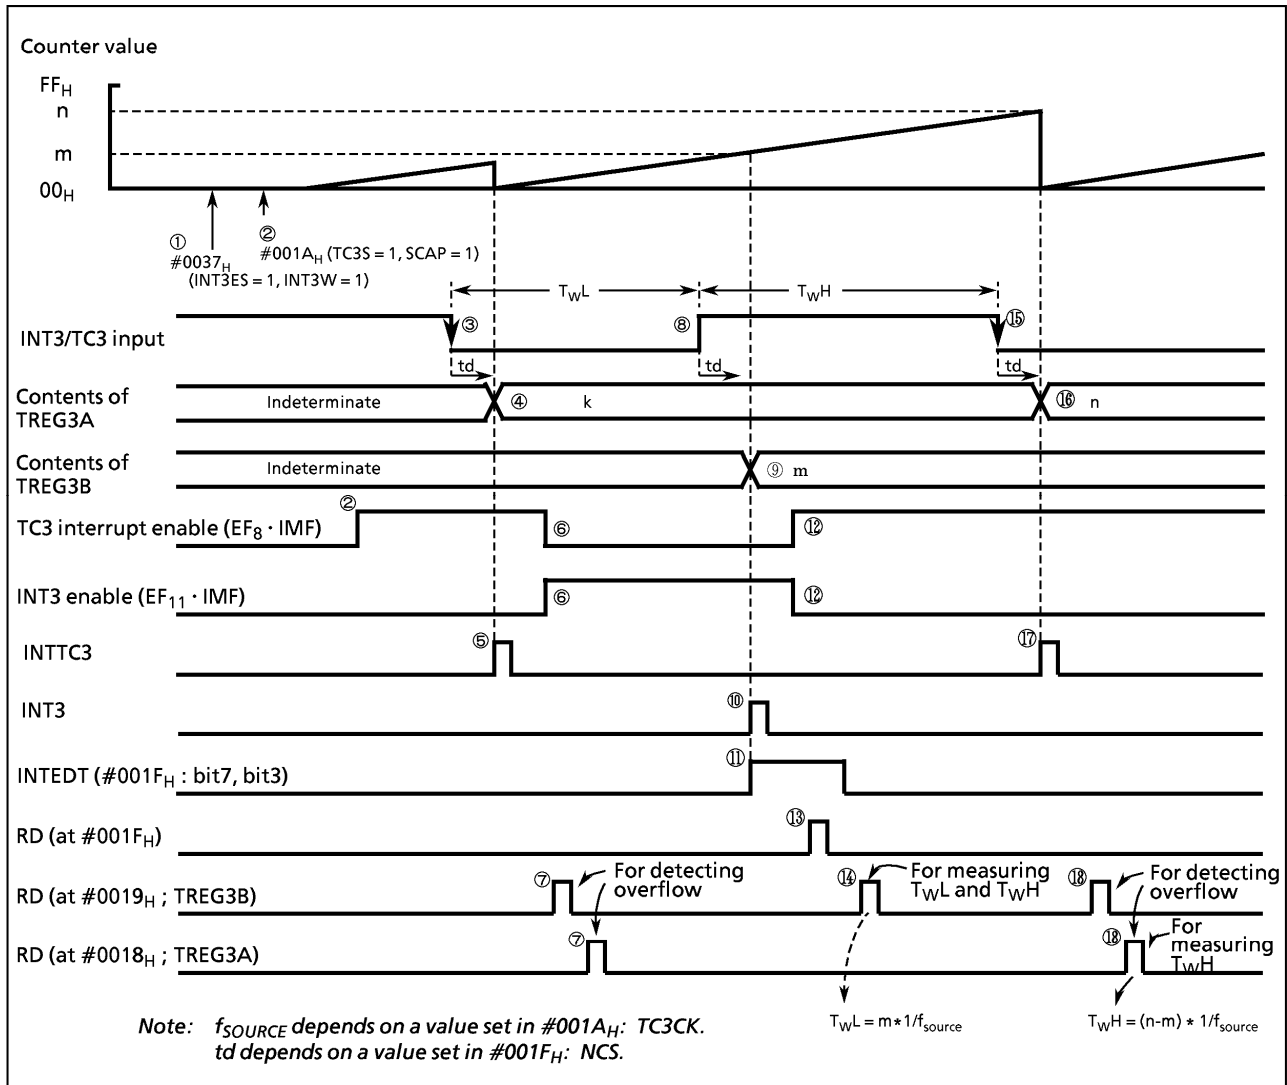 Counter value
FFH
n
m
00H
①
#0037H
(INT3ES = 1, INT3W = 1)
②
#001AH (TC3S = 1, SCAP = 1)
TWL
TWH
INT3/TC3 input
③
⑧
⑮
td
td
td
Contents of
TREG3A
Indeterminate
④
k
⑯
n
Contents of
TREG3B
Indeterminate
⑨
m
TC3 interrupt enable (EF8 · IMF)
②
⑥
⑫
INT3 enable (EF11 · IMF)
⑥
⑫
INTTC3
⑤
⑰
INT3
⑩
INTEDT (#001FH : bit7, bit3)
⑪
RD (at #001FH)
⑬
RD (at #0019H ; TREG3B)
⑦
For detecting
overflow
⑭
For measuring
TWL and TWH
⑱
For detecting
overflow
RD (at #0018H ; TREG3A)
⑦
⑱
For
measuring
TWH
TWL = m*1/fsource
TWH = (n-m) * 1/fsource
Note: fSOURCE depends on a value set in #001AH: TC3CK.
td depends on a value set in #001FH: NCS.